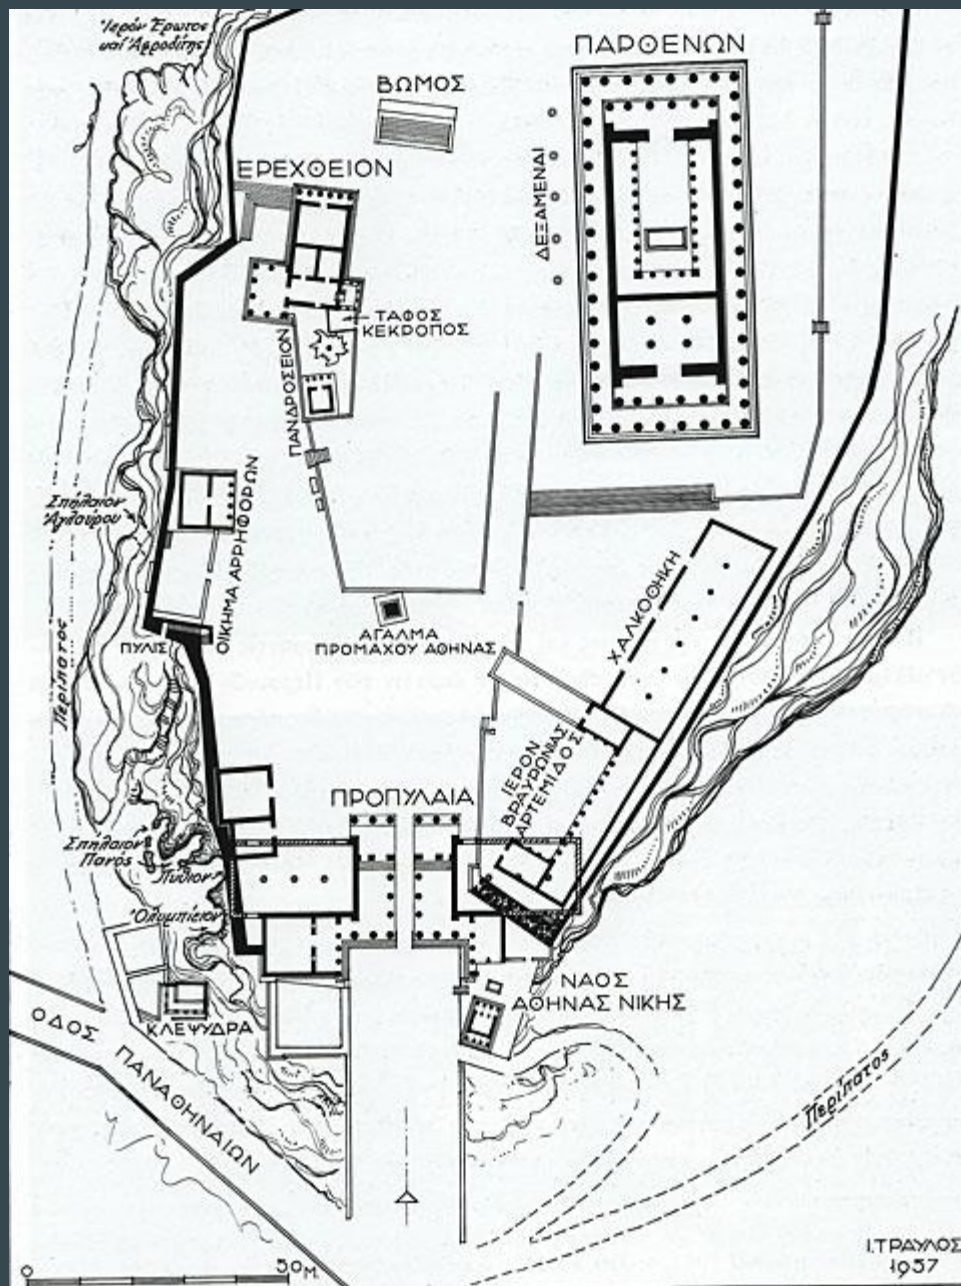 Ἱερὸν Ἔρωτος
καὶ Ἀφροδίτης
ΠΑΡΘΕΝΩΝ
ΒΩΜΟΣ
ΕΡΕΧΘΕΙΟΝ
ΔΕΞΑΜΕΝΑΙ
ΤΑΦΟΣ
ΚΕΚΡΟΠΟΣ
ΠΑΝΔΡΟΣΕΙΟΝ
Σπήλαιον
Ἀγλαύρου
ΟΙΚΗΜΑ ΑΡΡΗΦΟΡΩΝ
ΑΓΑΛΜΑ
ΠΡΟΜΑΧΟΥ ΑΘΗΝΑΣ
ΧΑΛΚΟΘΗΚΗ
ΠΥΛΙΣ
Περίπατος
ΙΕΡΟΝ
ΒΡΑΥΡΩΝΙΑΣ
ΑΡΤΕΜΙΔΟΣ
ΠΡΟΠΥΛΑΙΑ
Σπήλαιον
Πανός
Πύθιον
Ὀλυμπιεῖον
ΝΑΟΣ
ΑΘΗΝΑΣ ΝΙΚΗΣ
ΚΛΕΨΥΔΡΑ
ΟΔΟΣ ΠΑΝΑΘΗΝΑΙΩΝ
Περίπατος
Ι.ΤΡΑΥΛΟΣ
1957
0 50 Μ.